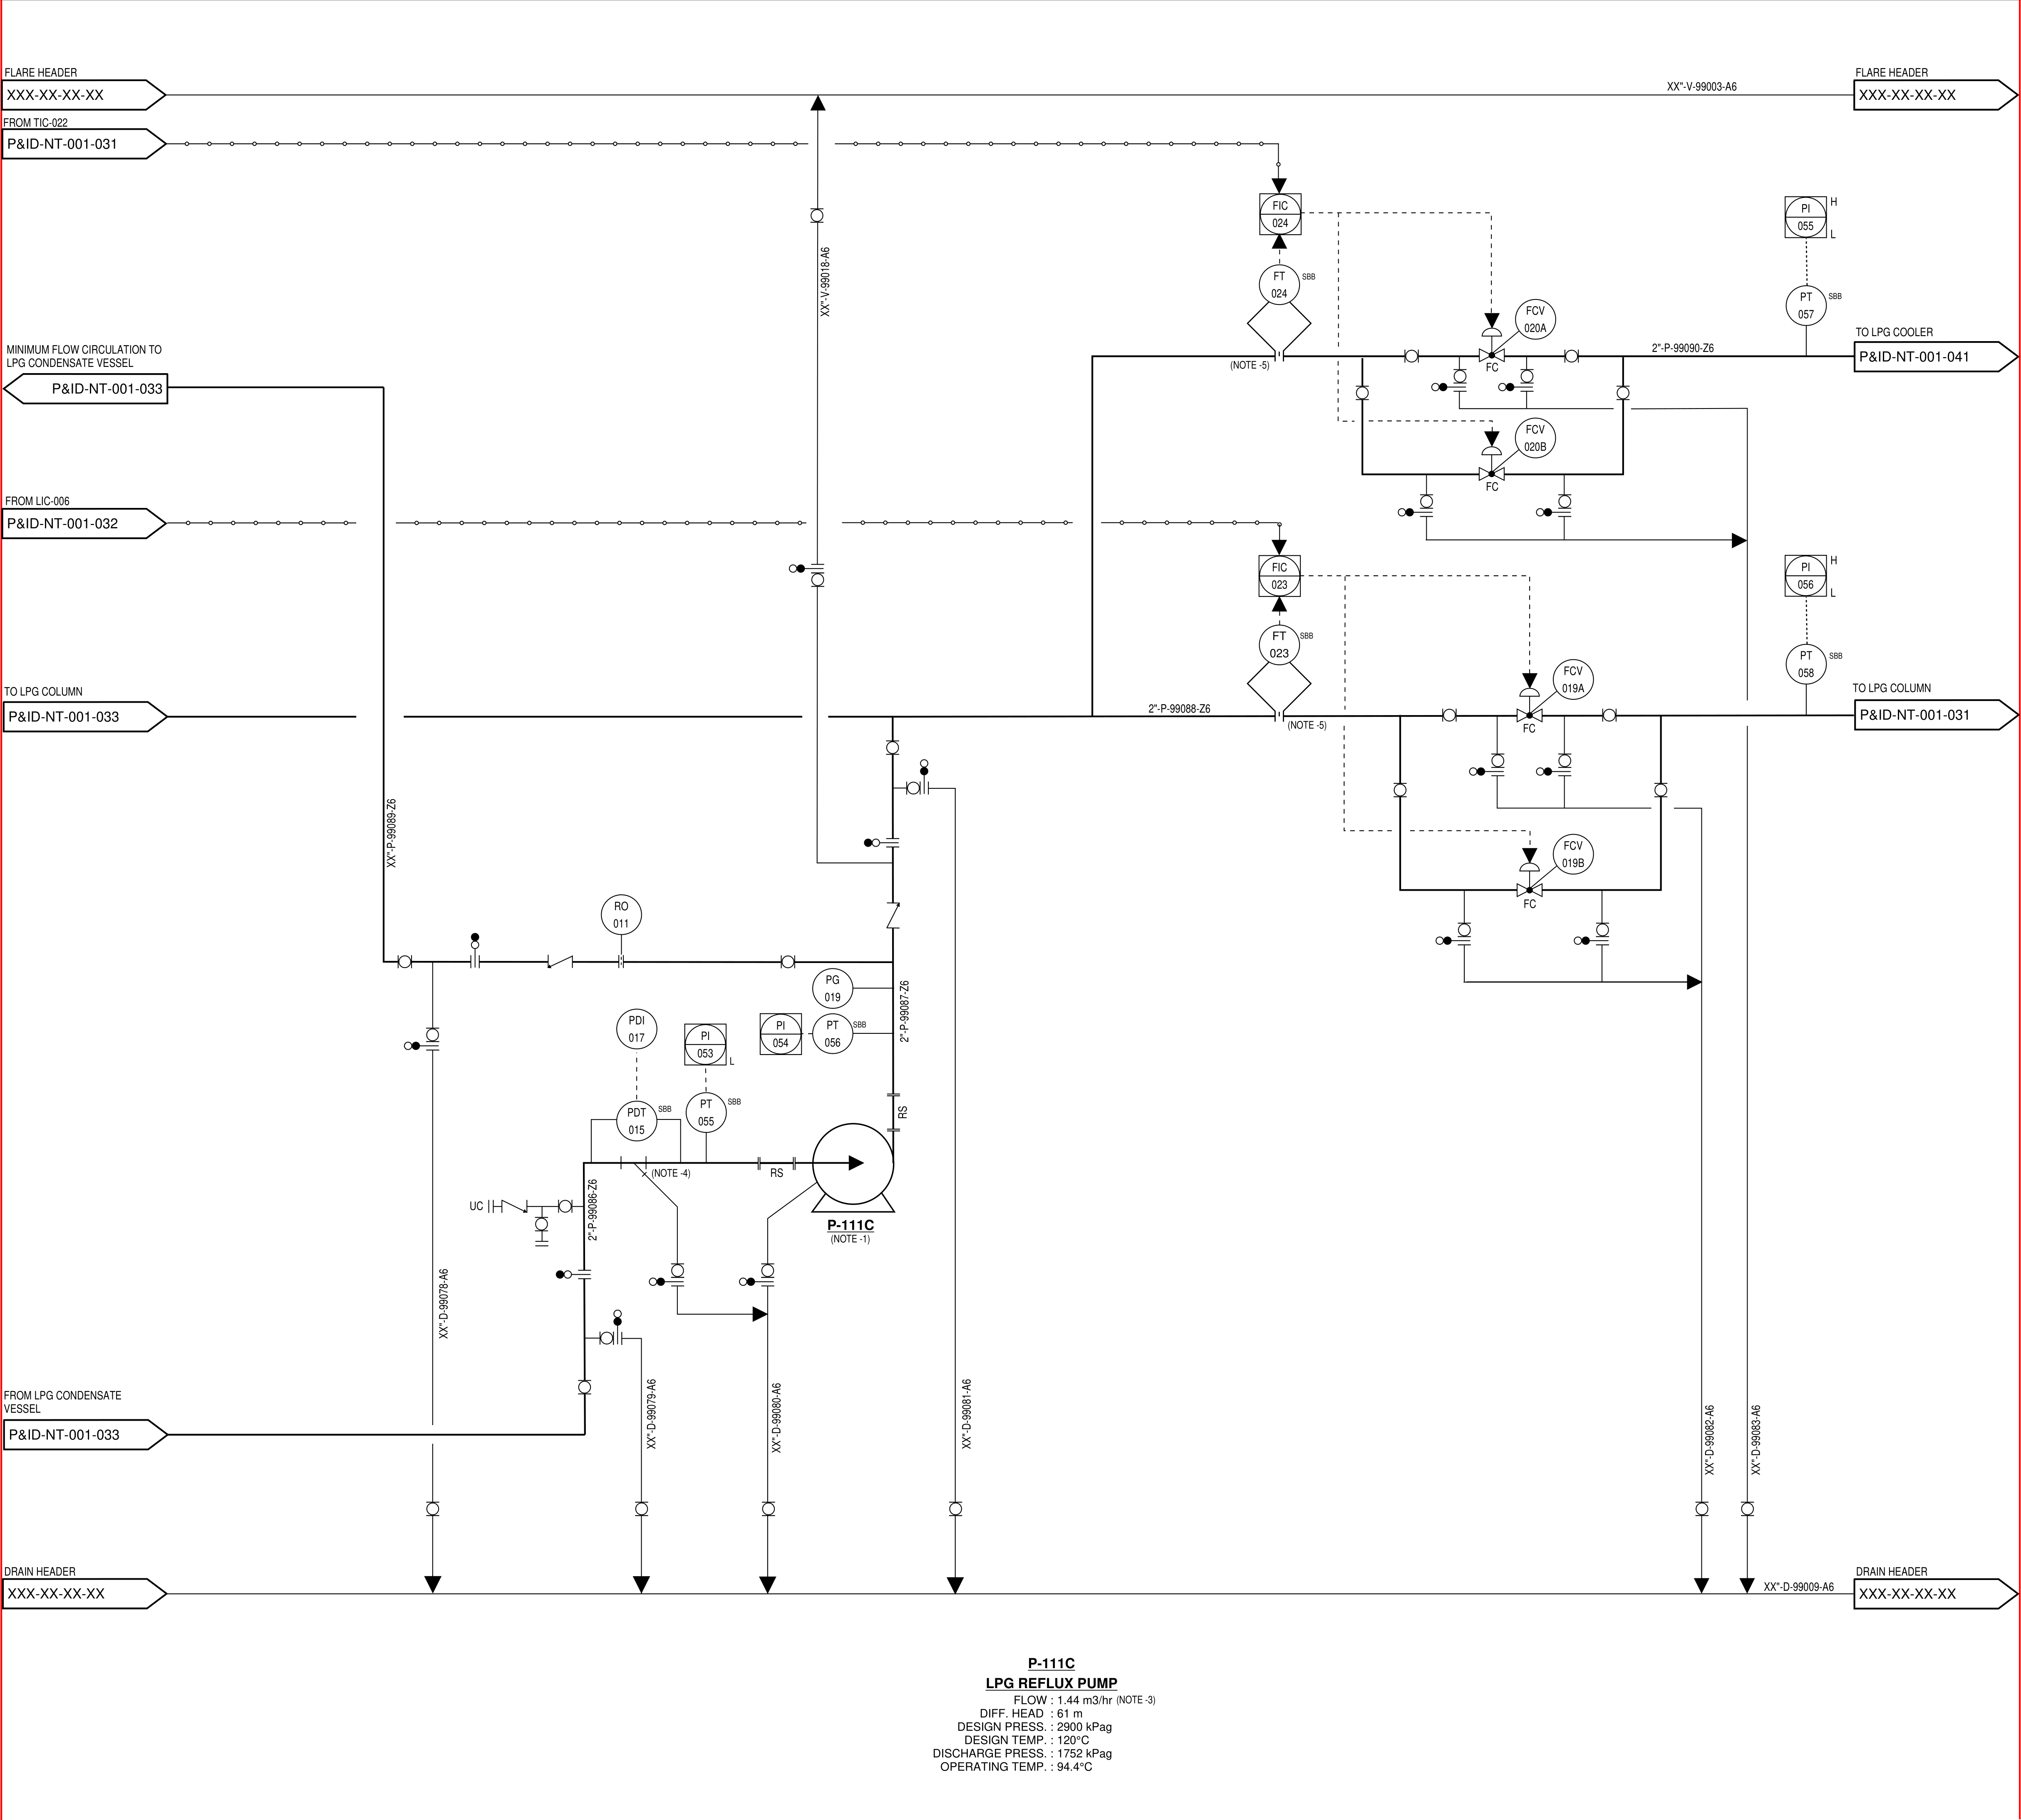 FLARE HEADER
XXX-XX-XX-XX
XX"-V-99003-A6
FLARE HEADER
XXX-XX-XX-XX
FROM TIC-022
P&ID-NT-001-031
FIC
024
FT
024
SBB
PI
055
H
L
PT
057
SBB
XX"-V-99018-A6
FCV
020A
FC
(NOTE -5)
2"-P-99090-Z6
TO LPG COOLER
P&ID-NT-001-041
MINIMUM FLOW CIRCULATION TO
LPG CONDENSATE VESSEL
P&ID-NT-001-033
FCV
020B
FC
FROM LIC-006
P&ID-NT-001-032
FIC
023
FT
023
SBB
PI
056
H
L
PT
058
SBB
FCV
019A
FC
TO LPG COLUMN
P&ID-NT-001-033
2"-P-99088-Z6
(NOTE -5)
TO LPG COLUMN
P&ID-NT-001-031
XX"-P-99089-Z6
FCV
019B
FC
RO
011
PG
019
PI
054
PT
056
SBB
2"-P-99087-Z6
PDI
017
PI
053
L
PDT
015
SBB
PT
055
SBB
RS
(NOTE -4)
RS
UC
2"-P-99086-Z6
P-111C
(NOTE -1)
XX"-D-99078-A6
XX"-D-99079-A6
XX"-D-99080-A6
XX"-D-99081-A6
XX"-D-99082-A6
XX"-D-99083-A6
FROM LPG CONDENSATE
VESSEL
P&ID-NT-001-033
DRAIN HEADER
XXX-XX-XX-XX
XX"-D-99009-A6
DRAIN HEADER
XXX-XX-XX-XX
P-111C
LPG REFLUX PUMP
FLOW : 1.44 m3/hr (NOTE -3)
DIFF. HEAD : 61 m
DESIGN PRESS. : 2900 kPag
DESIGN TEMP. : 120°C
DISCHARGE PRESS. : 1752 kPag
OPERATING TEMP. : 94.4°C